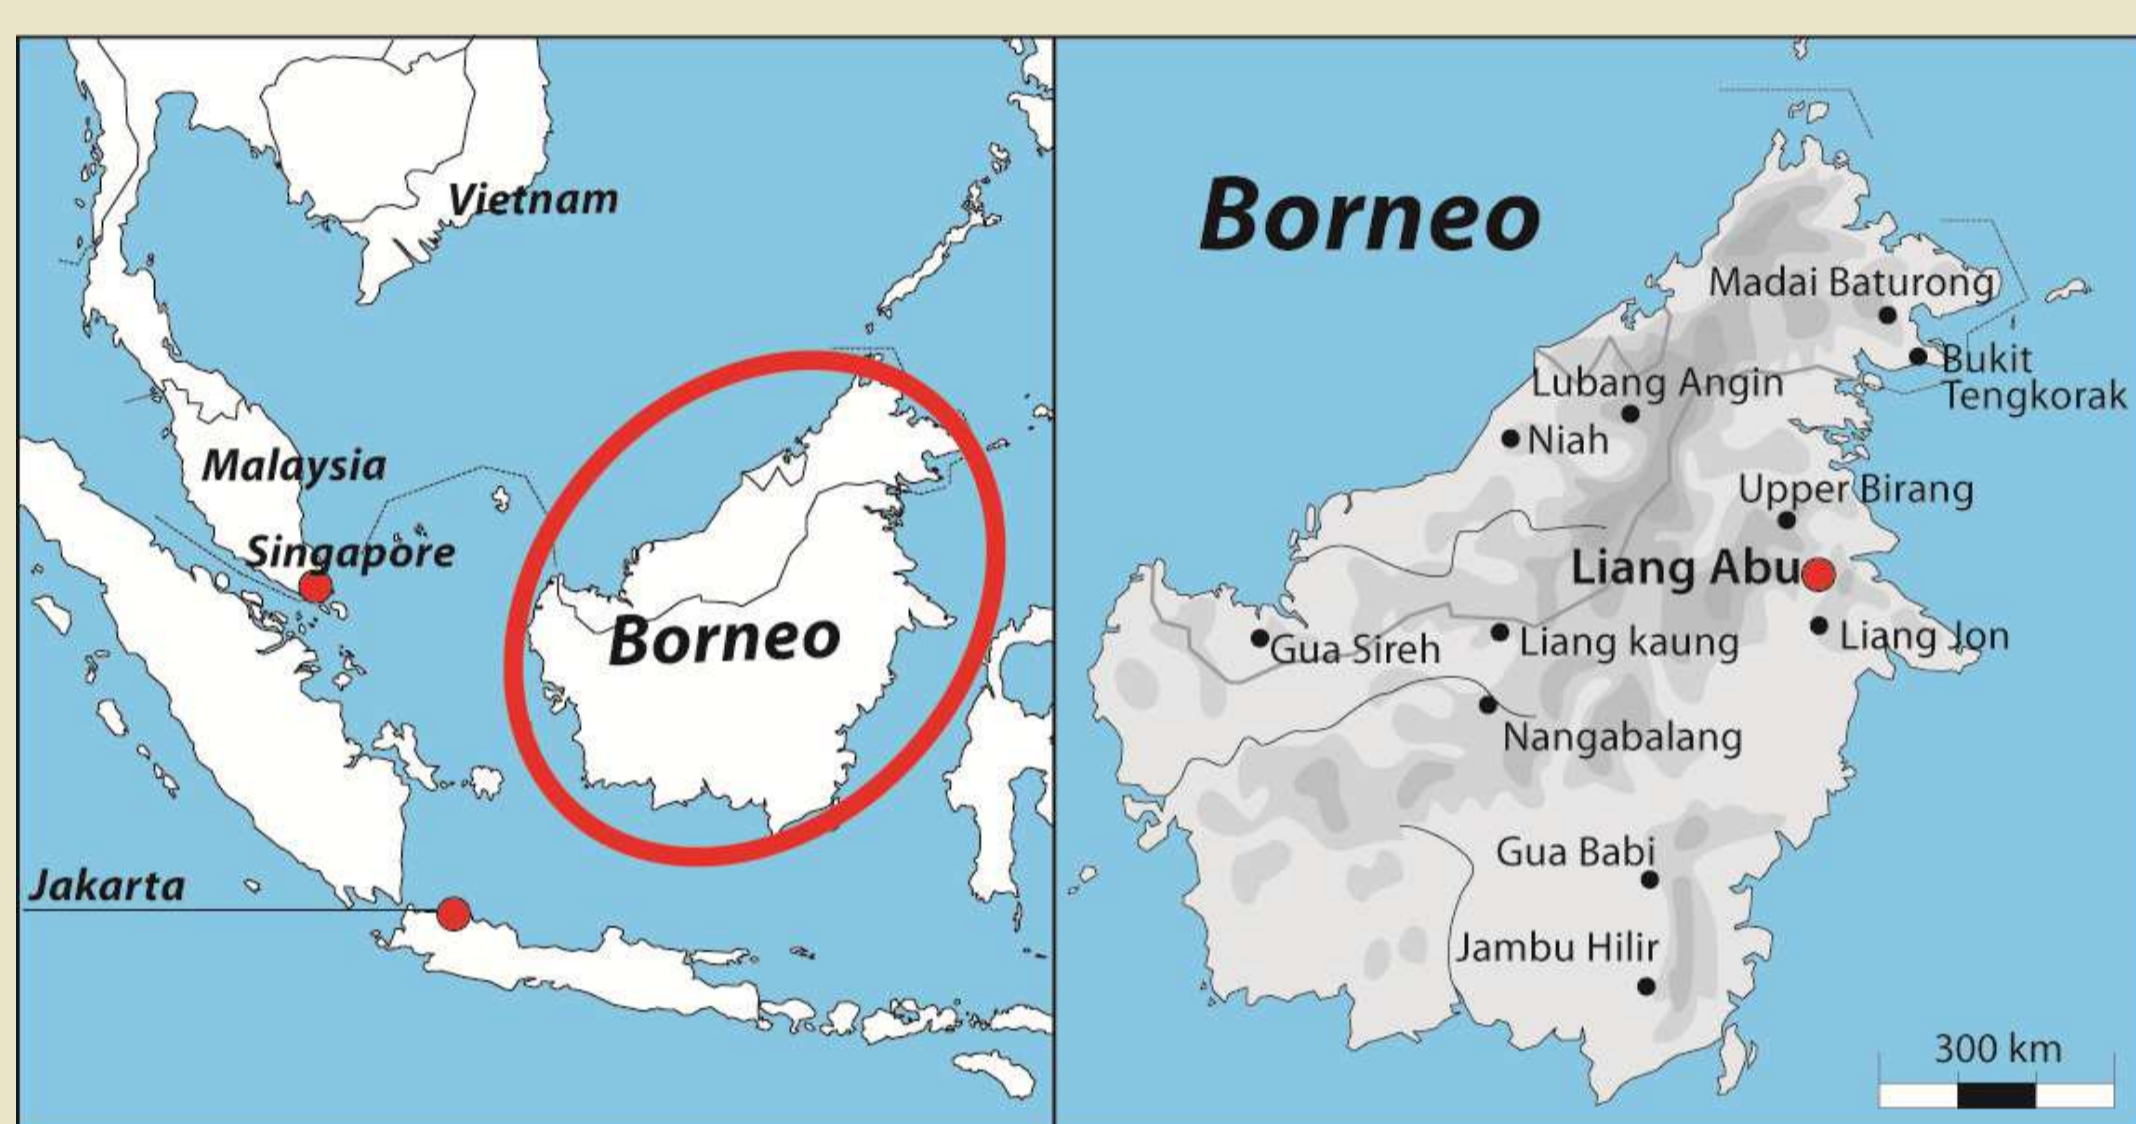 Vietnam
Malaysia
Singapore
Borneo
Jakarta
Borneo
Madai Baturong
Bukit
Tengkorak
Lubang Angin
Niah
Upper Birang
Liang Abu
Liang Jon
Gua Sireh
Liang kaung
Nangabalang
Gua Babi
Jambu Hilir
300 km